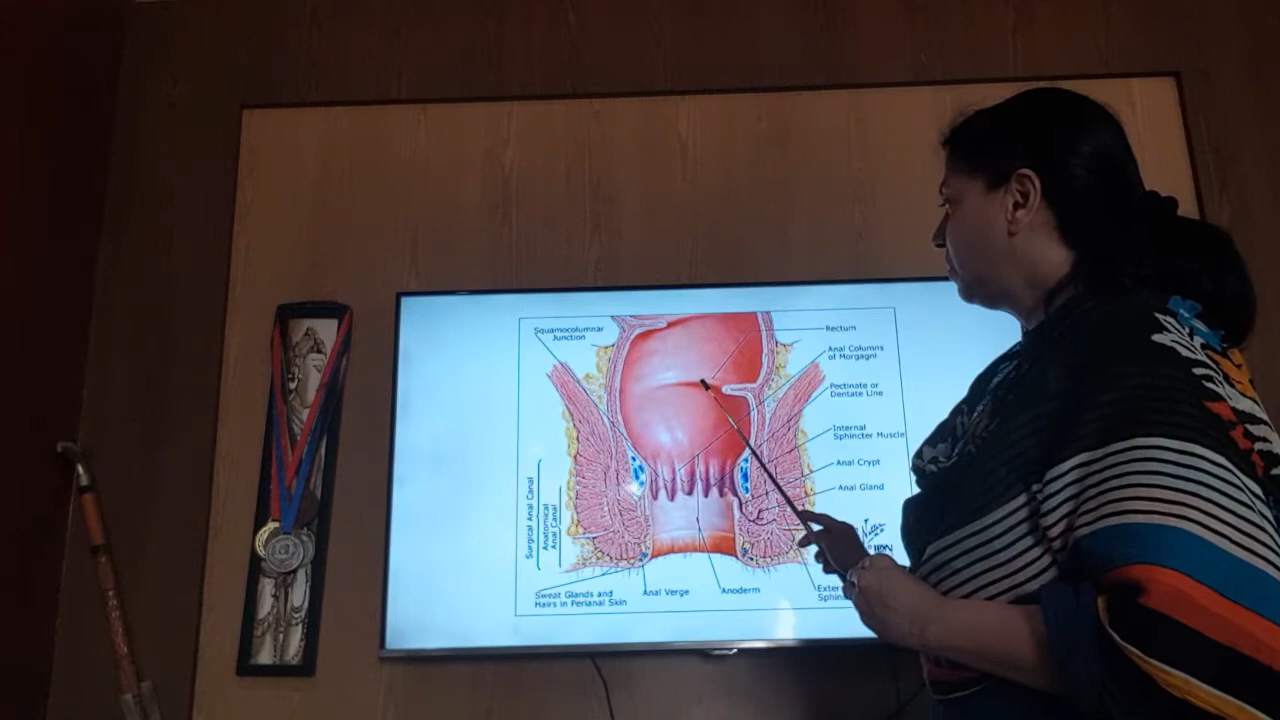 Squamocolumnar
Junction
Rectum
Anal Columns
of Morgagni
Pectinate or
Dentate Line
Internal
Sphincter Muscle
Anal Crypt
Anal Gland
Surgical Anal Canal
Anatomical
Anal Canal
Sweat Glands and
Hairs in Perianal Skin
Anal Verge
Anoderm